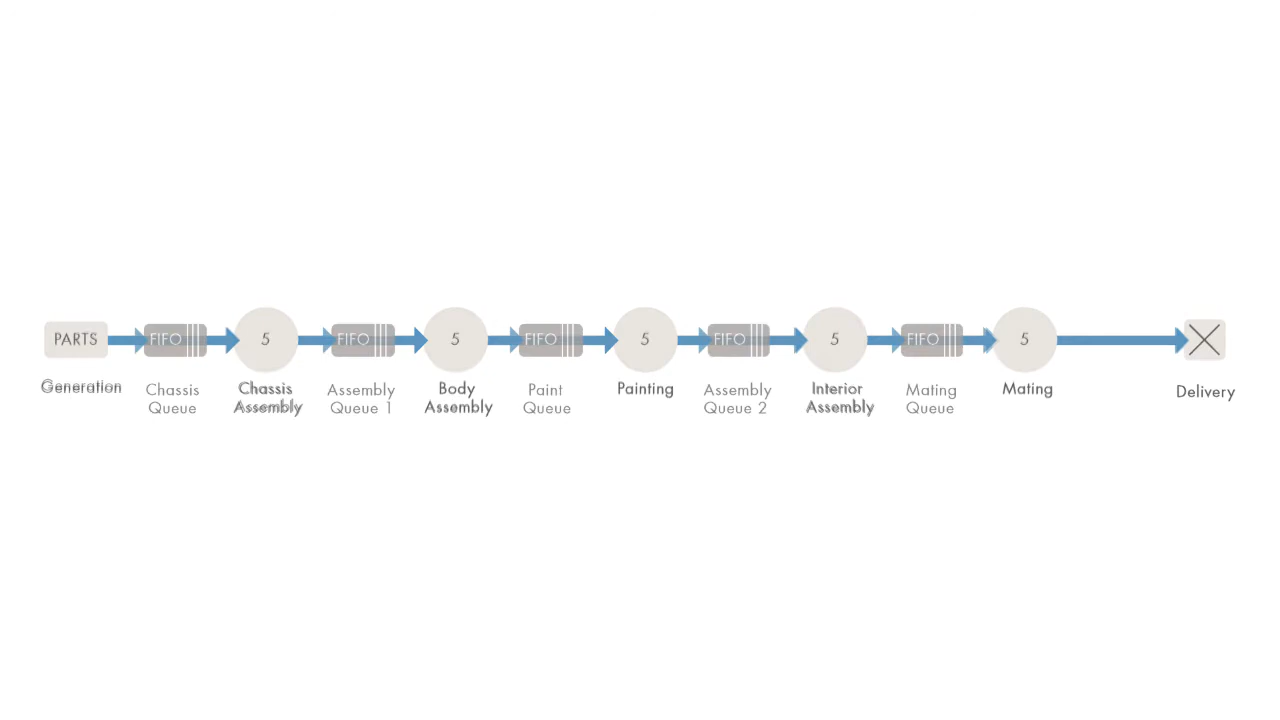 PARTS
FIFO
5
FIFO
5
FIFO
5
FIFO
5
FIFO
5
Generation
Chassis
Queue
Chassis
Assembly
Assembly
Queue 1
Body
Assembly
Paint
Queue
Painting
Assembly
Queue 2
Interior
Assembly
Mating
Queue
Mating
Delivery